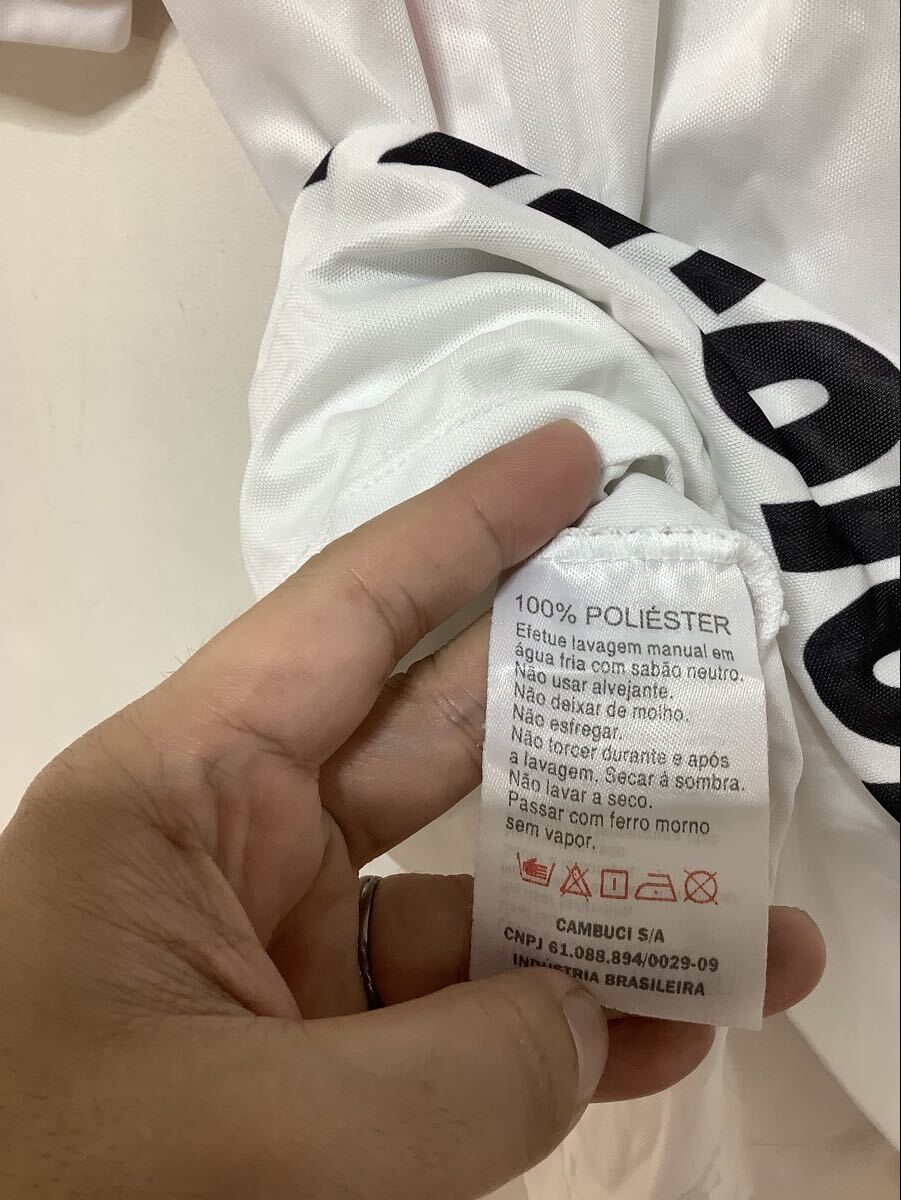 100% POLIÉSTER
Efetue lavagem manual em
água fria com sabão neutro.
Não usar alvejante.
Não deixar de molho.
Não esfregar.
Não torcer durante e após
a lavagem. Secar à sombra.
Não lavar a seco.
Passar com ferro morno
sem vapor.
CAMBUCI S/A
CNPJ 61.088.894/0029-09
INDÚSTRIA BRASILEIRA